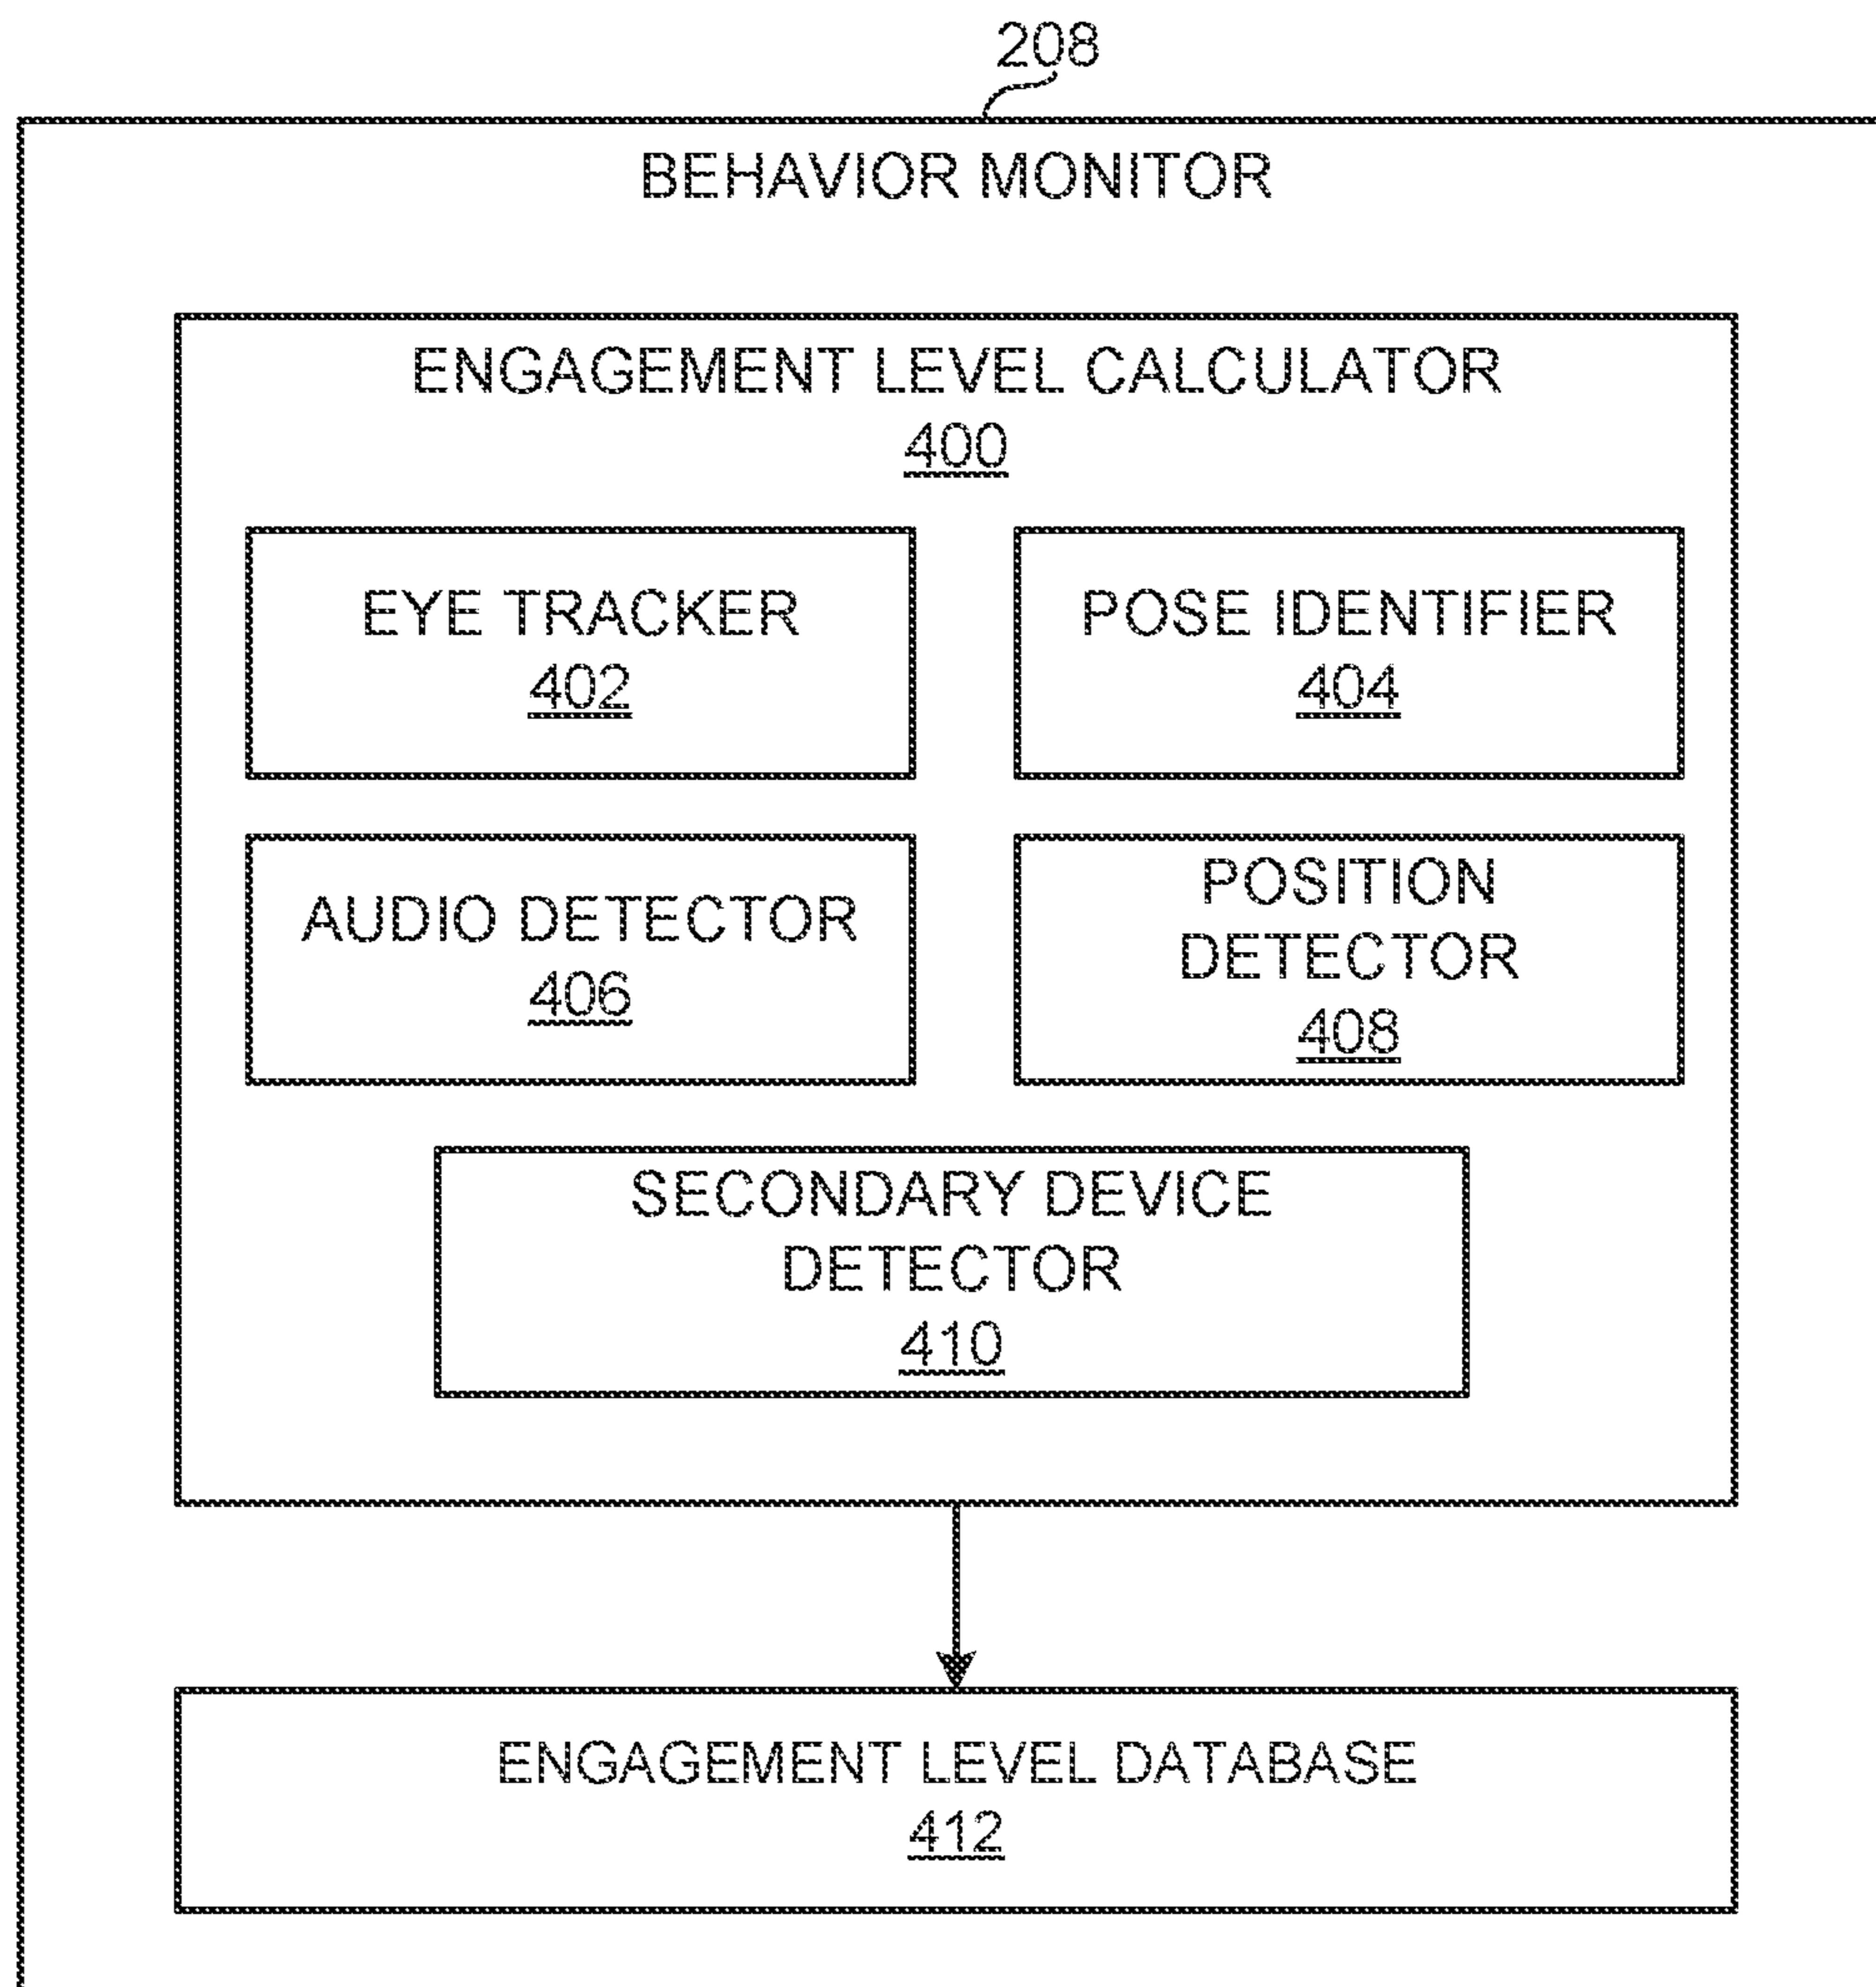 208
BEHAVIOR MONITOR
ENGAGEMENT LEVEL CALCULATOR
400
EYE TRACKER
402
POSE IDENTIFIER
404
AUDIO DETECTOR
406
POSITION
DETECTOR
408
SECONDARY DEVICE
DETECTOR
410
ENGAGEMENT LEVEL DATABASE
412